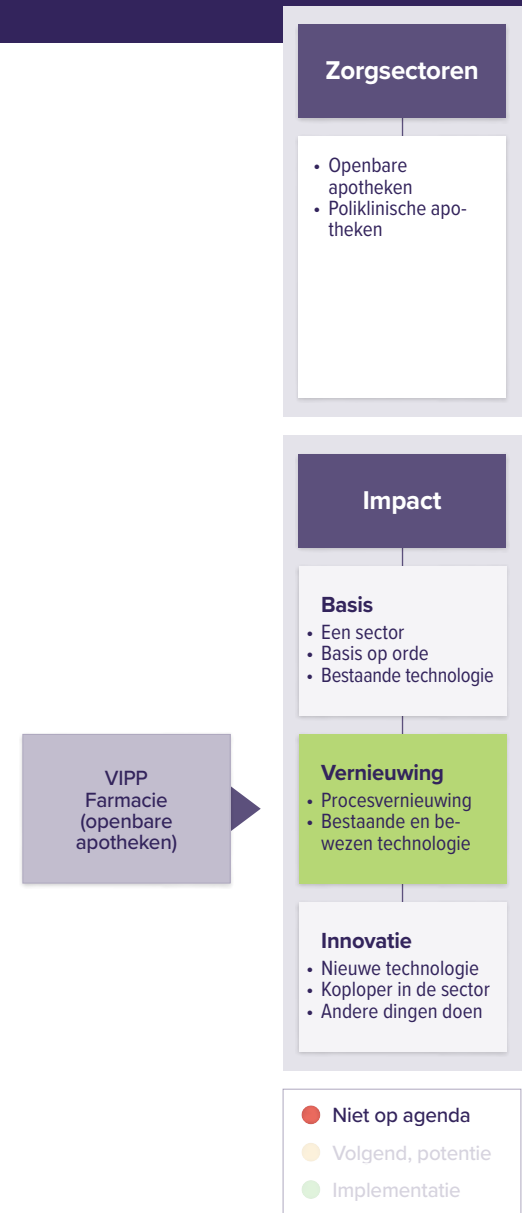 Zorgsectoren
• Openbare
apotheken
• Poliklinische apo-
theken
Impact
Basis
• Een sector
• Basis op orde
• Bestaande technologie
VIPP
Farmacie
(openbare
apotheken)
Vernieuwing
• Procesvernieuwing
• Bestaande en be-
wezen technologie
Innovatie
• Nieuwe technologie
• Koploper in de sector
• Andere dingen doen
Niet op agenda
Volgend, potentie
Implementatie